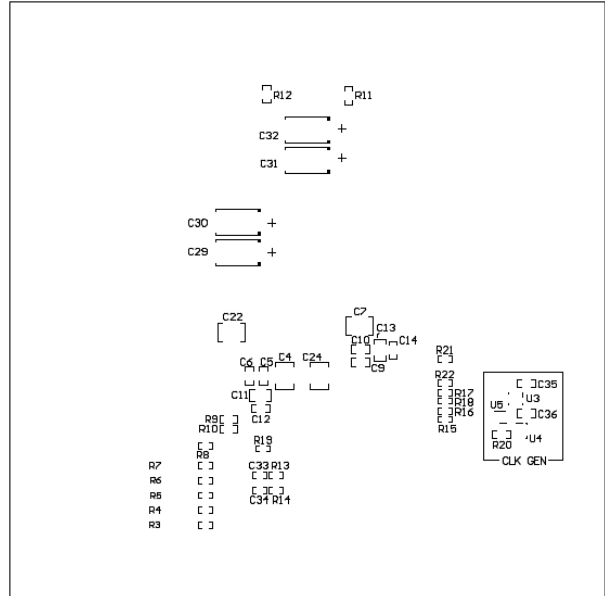 R12 R11
C32
C31
C30
C29
C7
C22
C13
C10 C14
C6 C5 C4 C24
C9
R21
R22
C11
R17
R18
R16
R15
C12
R9
R10
C35
U3
U5
C36
U4
R20
CLK GEN
R19
R8
R7
C33 R13
R6
R5
C34 R14
R4
R3